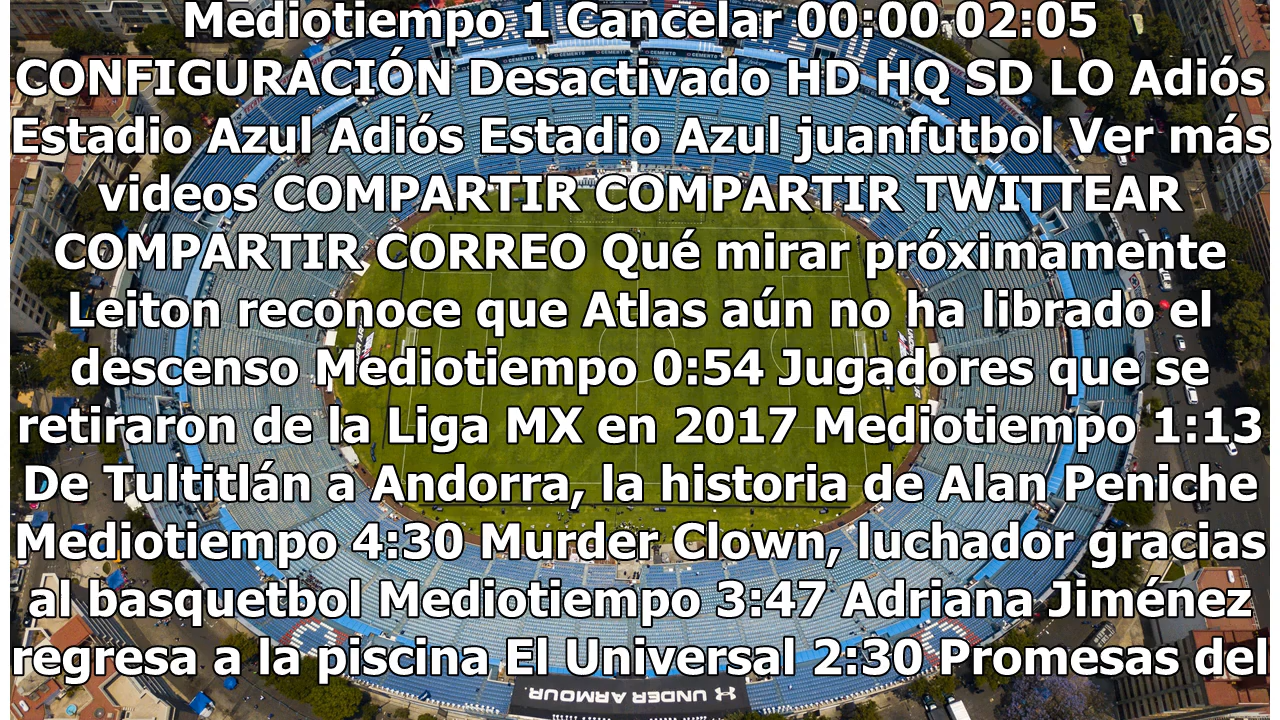 Mediotiempo 1 Cancelar 00:00 02:05
CONFIGURACIÓN Desactivado HD HQ SD LO Adiós
Estadio Azul Adiós Estadio Azul juanfutbol Ver más
videos COMPARTIR COMPARTIR TWITTEAR
COMPARTIR CORREO Qué mirar próximamente
Leiton reconoce que Atlas aún no ha librado el
descenso Mediotiempo 0:54 Jugadores que se
retiraron de la Liga MX en 2017 Mediotiempo 1:13
De Tultitlán a Andorra, la historia de Alan Peniche
Mediotiempo 4:30 Murder Clown, luchador gracias
al basquetbol Mediotiempo 3:47 Adriana Jiménez
regresa a la piscina El Universal 2:30 Promesas del
UNDER ARMOUR